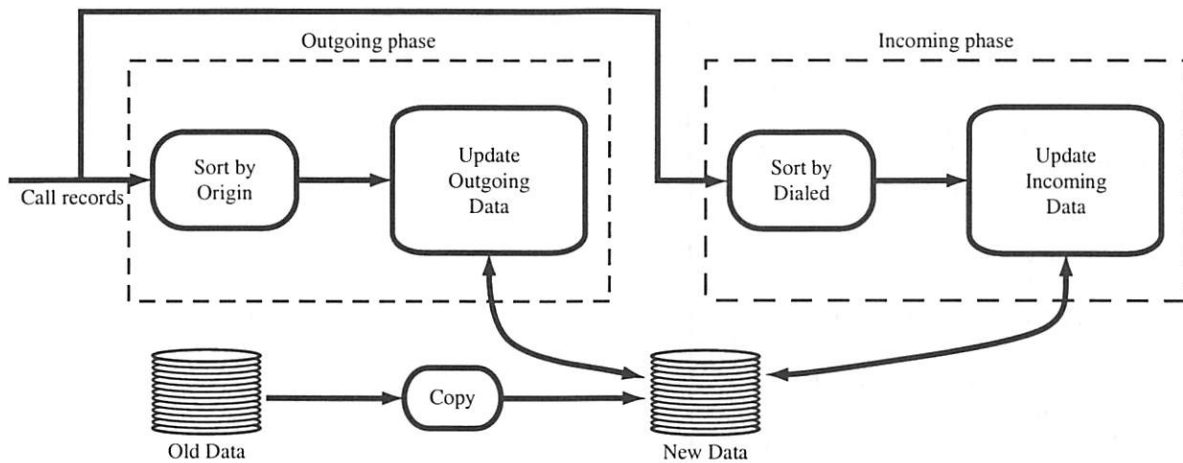 Outgoing phase
Incoming phase
Call records
Sort by
Origin
Update
Outgoing
Data
Sort by
Dialed
Update
Incoming
Data
Old Data
Copy
New Data